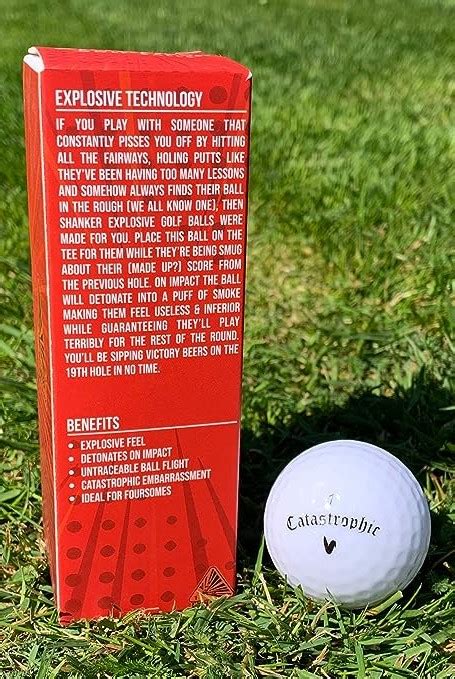 EXPLOSIVE TECHNOLOGY
IF YOU PLAY WITH SOMEONE THAT
CONSTANTLY PISSES YOU OFF BY HITTING
ALL THE FAIRWAYS, HOLING PUTTS LIKE
THEY'VE BEEN HAVING TOO MANY LESSONS
AND SOMEHOW ALWAYS FINDS THEIR BALL
IN THE ROUGH (WE ALL KNOW ONE), THEN
SHANKER EXPLOSIVE GOLF BALLS WERE
MADE FOR YOU. PLACE THIS BALL ON THE
TEE FOR THEM WHILE THEY'RE BEING SMUG
ABOUT THEIR (MADE UP?) SCORE FROM
THE PREVIOUS HOLE. ON IMPACT THE BALL
WILL DETONATE INTO A PUFF OF SMOKE
MAKING THEM FEEL USELESS & INFERIOR
WHILE GUARANTEEING THEY'LL PLAY
TERRIBLY FOR THE REST OF THE ROUND.
YOU'LL BE SIPPING VICTORY BEERS ON THE
19TH HOLE IN NO TIME.
BENEFITS
• EXPLOSIVE FEEL
• DETONATES ON IMPACT
• UNTRACEABLE BALL FLIGHT
• CATASTROPHIC EMBARRASSMENT
• IDEAL FOR FOURSOMES
1
Catastrophic